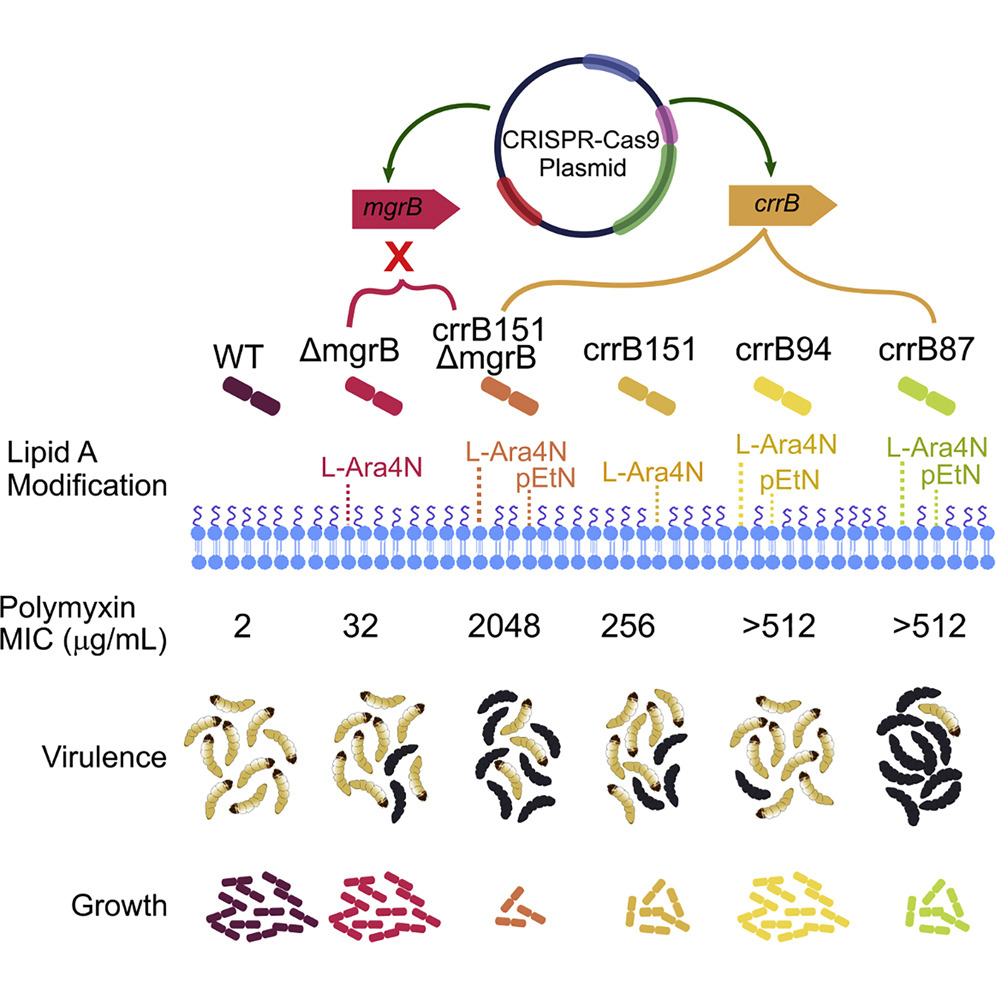 CRISPR-Cas9
Plasmid
mgrB
crrB
X
WT
ΔmgrB
crrB151
ΔmgrB
crrB151
crrB94
crrB87
Lipid A
Modification
L-Ara4N
L-Ara4N
pEtN
L-Ara4N
L-Ara4N
pEtN
L-Ara4N
pEtN
Polymyxin
MIC (µg/mL)
2
32
2048
256
>512
>512
Virulence
Growth